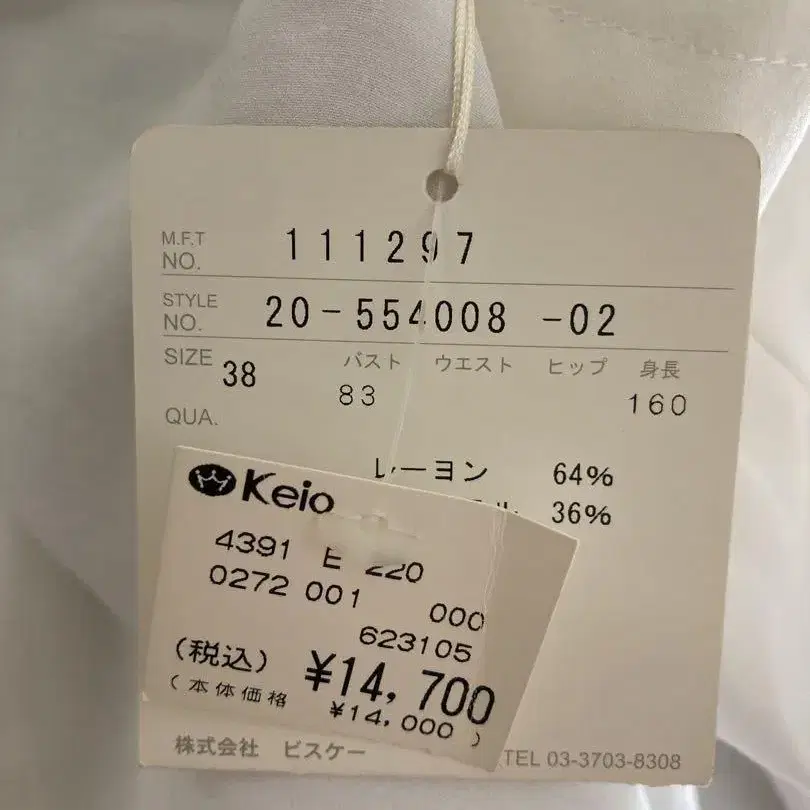 M.F.T
NO. 111297
STYLE
NO. 20-554008 -02
SIZE 38 バスト 83 ウエスト ヒップ 身長 160
QUA.
レーヨン 64%
36%
Keio
4391 E 220
0272 001 000
623105
(税込) ¥14,700
(本体価格 ¥14,000)
株式会社 ビスケー TEL 03-3703-8308